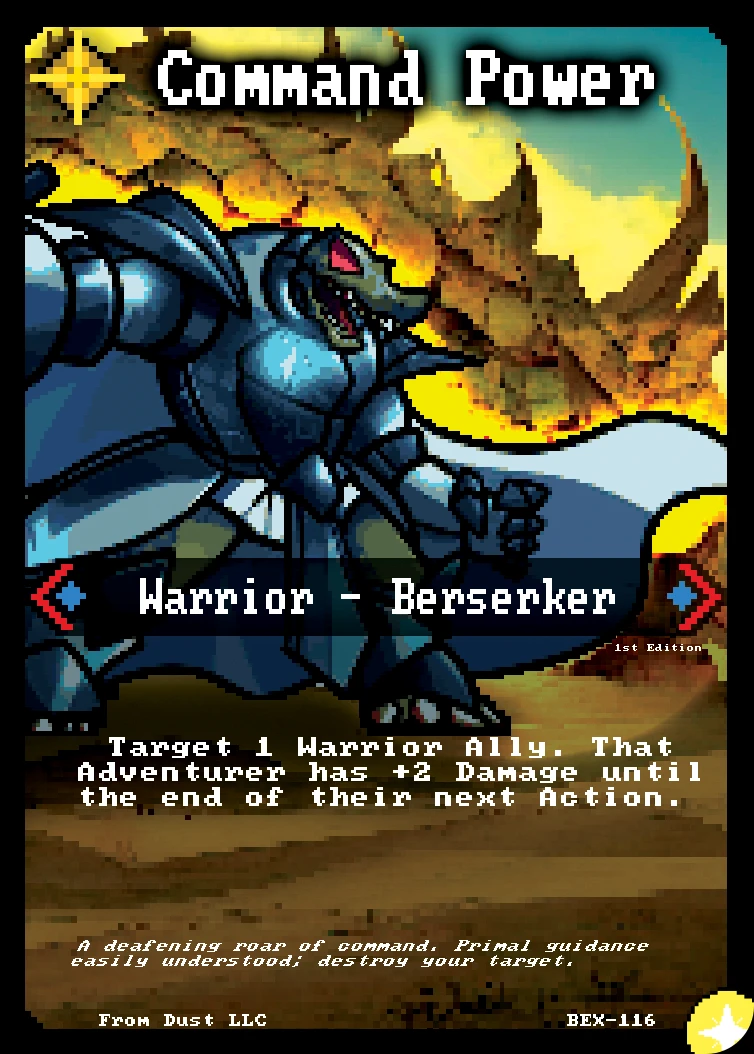 Command Power
Warrior - Berserker
1st Edition
Target 1 Warrior Ally. That
Adventurer has +2 Damage until
the end of their next Action.
A deafening roar of command. Primal guidance
easily understood; destroy your target.
From Dust LLC
BEX-116